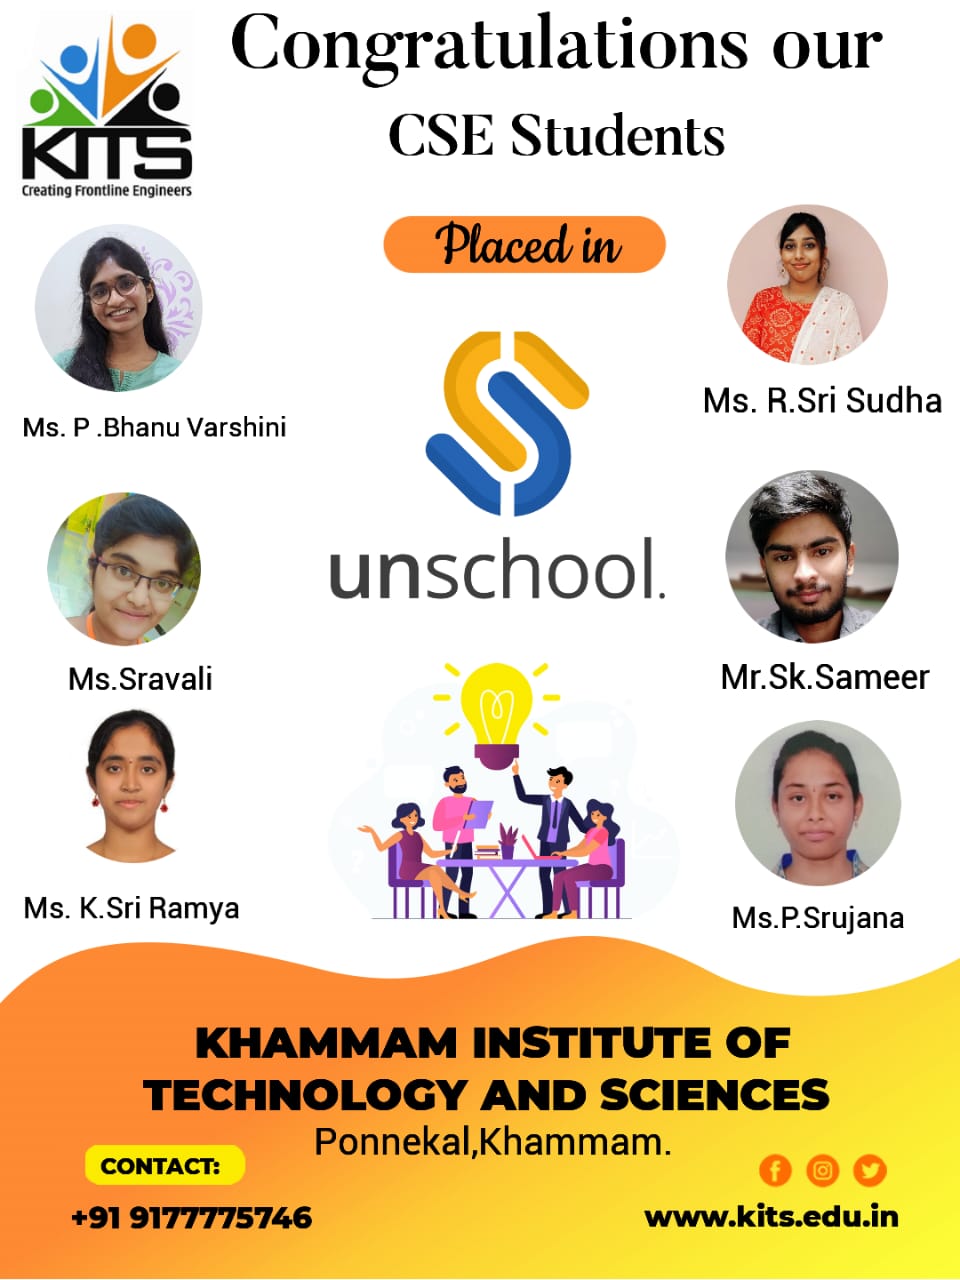 Congratulations our
CSE Students
KITS
Creating Frontline Engineers
Placed in
Ms. P .Bhanu Varshini
Ms. R.Sri Sudha
unschool.
Ms.Sravali
Mr.Sk.Sameer
Ms. K.Sri Ramya
Ms.P.Srujana
KHAMMAM INSTITUTE OF
TECHNOLOGY AND SCIENCES
Ponnekal,Khammam.
CONTACT:
+91 9177775746
www.kits.edu.in